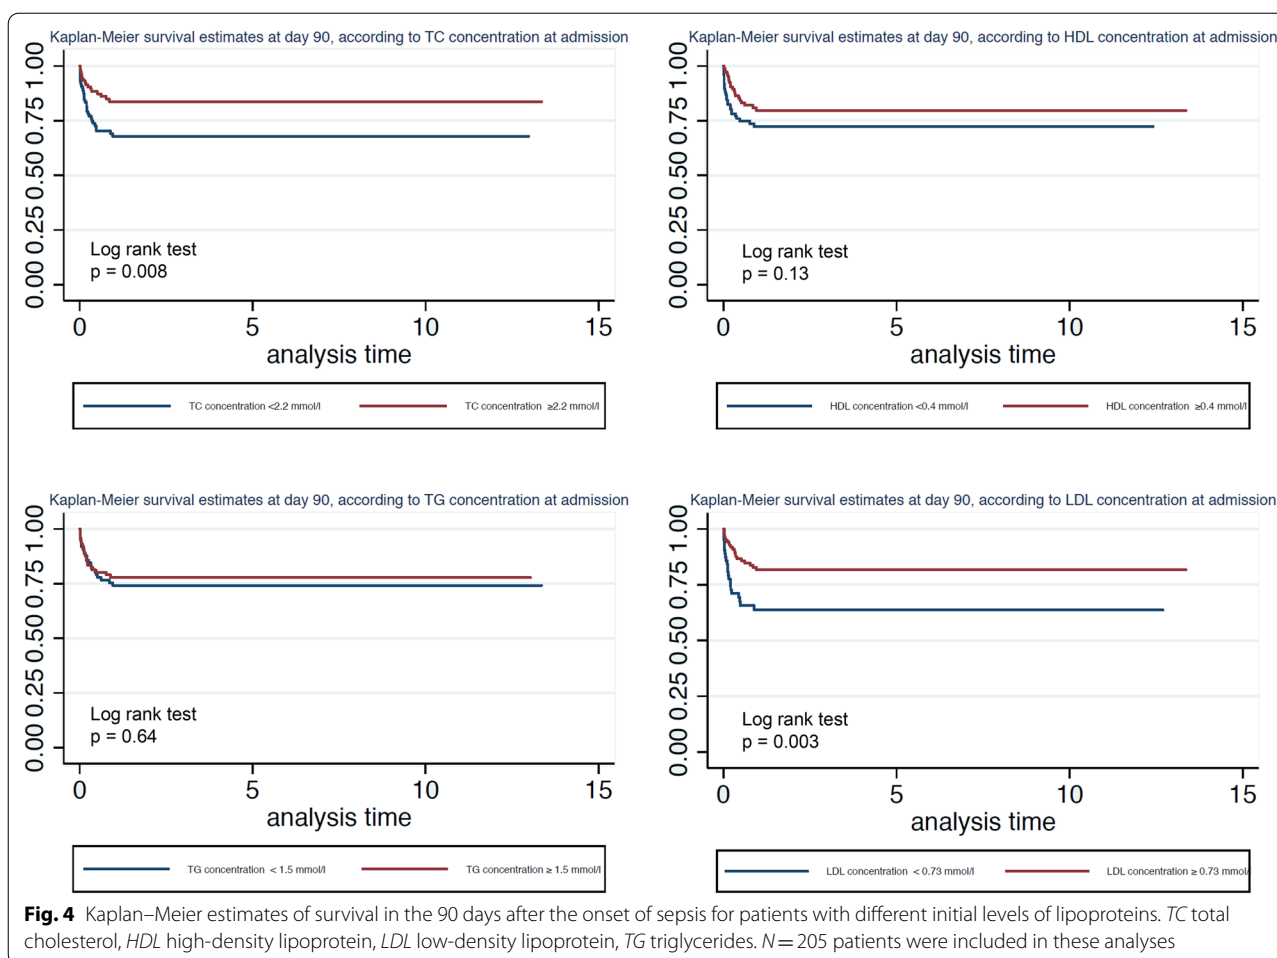 Kaplan-Meier survival estimates at day 90, according to TC concentration at admission
1.00
0.75
0.50
0.25
0.00
Log rank test
p = 0.008
0 5 10 15
analysis time
TC concentration <2.2 mmol/l TC concentration ≥2.2 mmol/l
Kaplan-Meier survival estimates at day 90, according to HDL concentration at admission
1.00
0.75
0.50
0.25
0.00
Log rank test
p = 0.13
0 5 10 15
analysis time
HDL concentration <0.4 mmol/l HDL concentration ≥0.4 mmol/l
Kaplan-Meier survival estimates at day 90, according to TG concentration at admission
1.00
0.75
0.50
0.25
0.00
Log rank test
p = 0.64
0 5 10 15
analysis time
TG concentration < 1.5 mmol/l TG concentration ≥ 1.5 mmol/l
Kaplan-Meier survival estimates at day 90, according to LDL concentration at admission
1.00
0.75
0.50
0.25
0.00
Log rank test
p = 0.003
0 5 10 15
analysis time
LDL concentration < 0.73 mmol/l LDL concentration ≥ 0.73 mmol/
Fig. 4 Kaplan–Meier estimates of survival in the 90 days after the onset of sepsis for patients with different initial levels of lipoproteins. TC total
cholesterol, HDL high-density lipoprotein, LDL low-density lipoprotein, TG triglycerides. N = 205 patients were included in these analyses